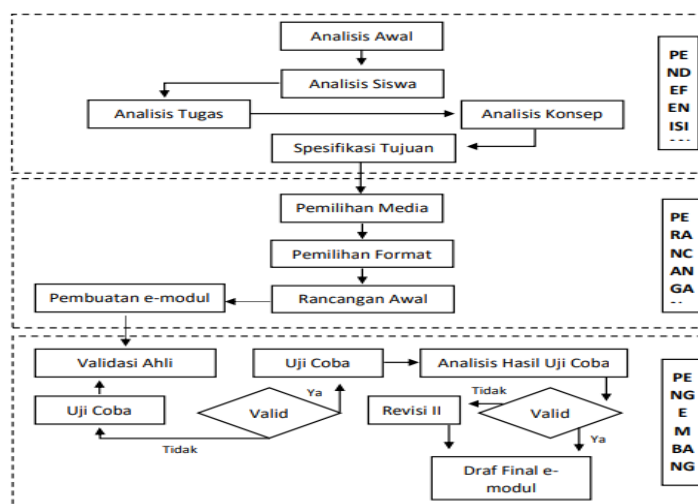 Analisis Awal
Analisis Siswa
Analisis Tugas
Analisis Konsep
Spesifikasi Tujuan
PE
ND
EF
EN
ISI
Pemilihan Media
Pemilihan Format
Rancangan Awal
Pembuatan e-modul
PE
RA
NC
AN
GA
Validasi Ahli
Uji Coba
Analisis Hasil Uji Coba
Uji Coba
Valid
Ya
Tidak
Revisi II
Tidak
Valid
Ya
Draf Final e-
modul
PE
NG
E
M
BA
NG